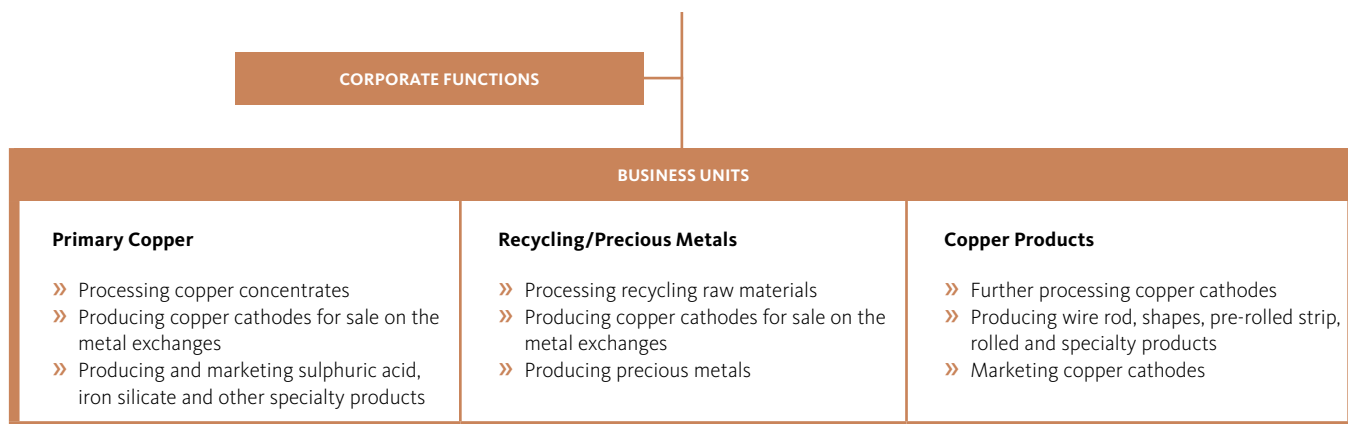 CORPORATE FUNCTIONS
BUSINESS UNITS
Primary Copper
» Processing copper concentrates
» Producing copper cathodes for sale on the
metal exchanges
» Producing and marketing sulphuric acid,
iron silicate and other specialty products
Recycling/Precious Metals
» Processing recycling raw materials
» Producing copper cathodes for sale on the
metal exchanges
» Producing precious metals
Copper Products
» Further processing copper cathodes
» Producing wire rod, shapes, pre-rolled strip,
rolled and specialty products
» Marketing copper cathodes